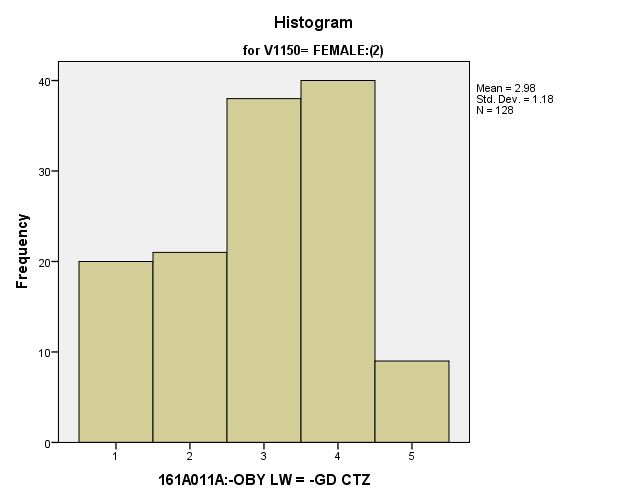 Histogram
for V1150= FEMALE:(2)
Mean = 2.98
Std. Dev. = 1.18
N = 128
Frequency
40
30
20
10
0
1 2 3 4 5
161A011A:-OBY LW = -GD CTZ